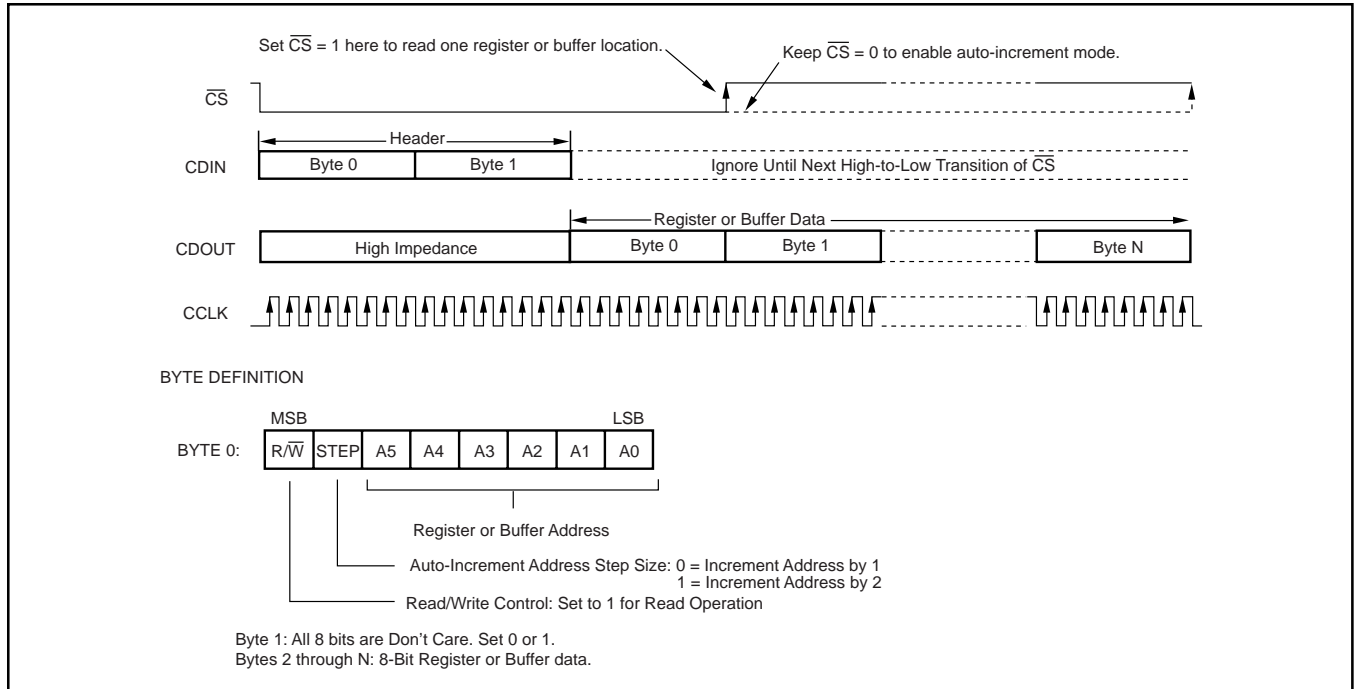 Set C̅S̅ = 1 here to read one register or buffer location.
Keep C̅S̅ = 0 to enable auto-increment mode.
C̅S̅
Header
CDIN
Byte 0
Byte 1
Ignore Until Next High-to-Low Transition of C̅S̅
Register or Buffer Data
CDOUT
High Impedance
Byte 0
Byte 1
Byte N
CCLK
BYTE DEFINITION
MSB
LSB
BYTE 0:
R/W̅
STEP
A5
A4
A3
A2
A1
A0
Register or Buffer Address
Auto-Increment Address Step Size: 0 = Increment Address by 1
1 = Increment Address by 2
Read/Write Control: Set to 1 for Read Operation
Byte 1: All 8 bits are Don’t Care. Set 0 or 1.
Bytes 2 through N: 8-Bit Register or Buffer data.